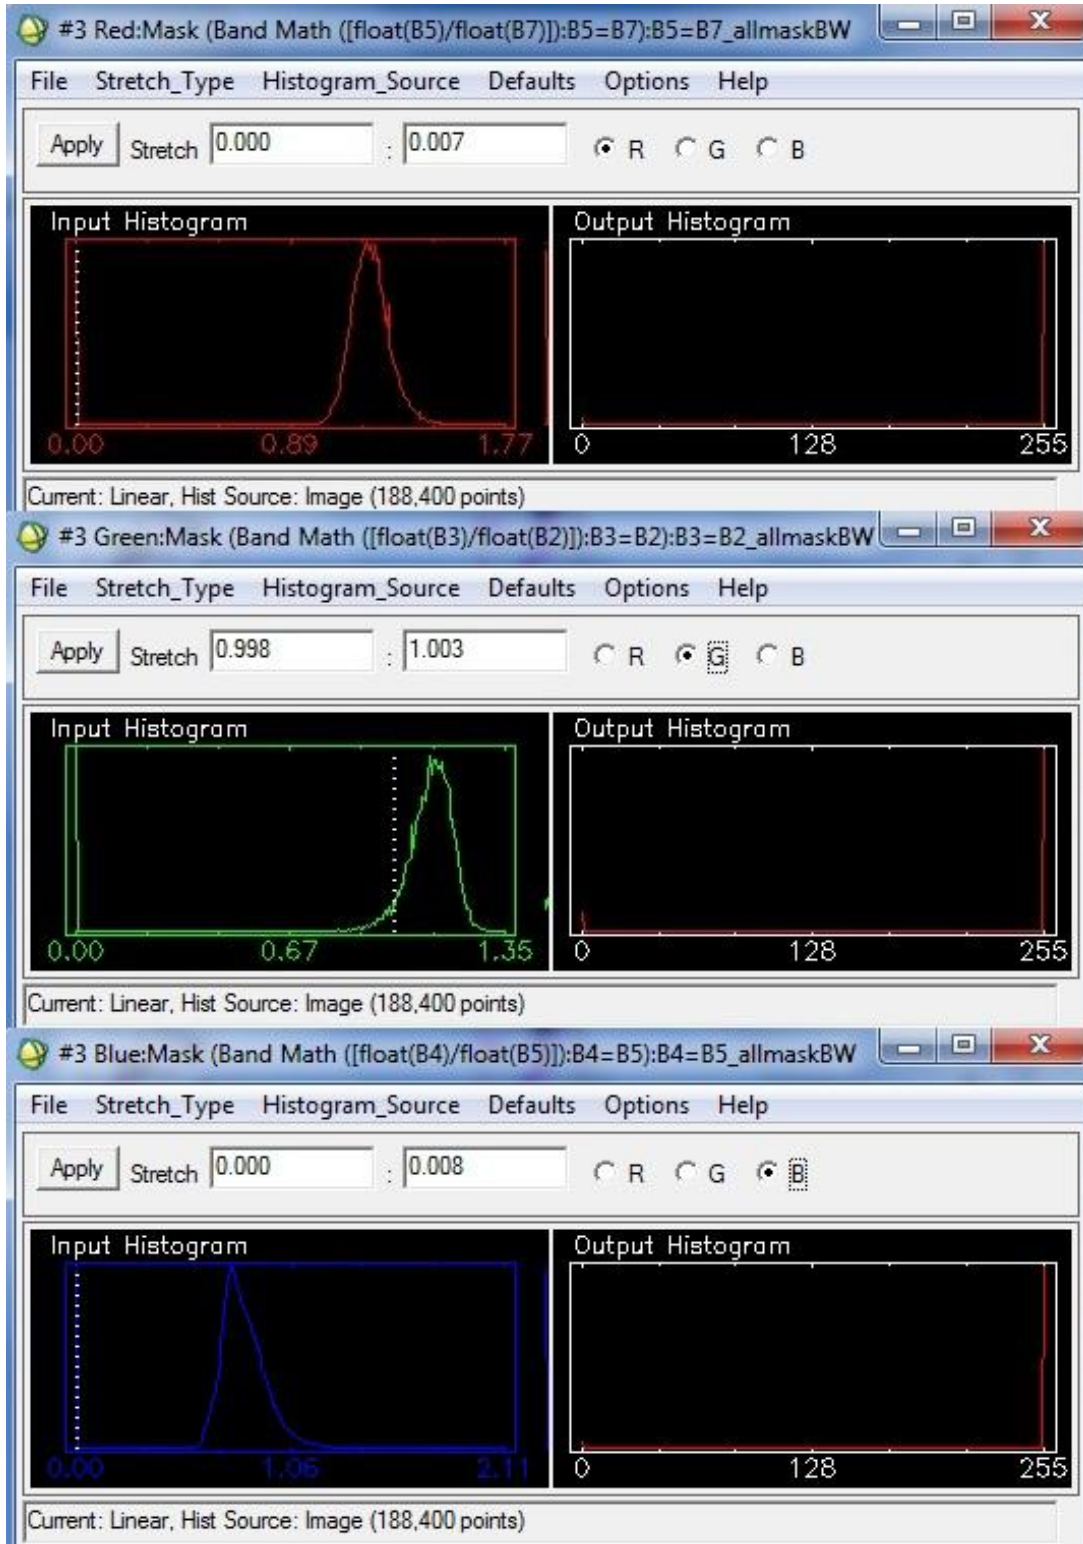 #3 Red:Mask (Band Math ([float(B5)/float(B7)]):B5=B7):B5=B7_allmaskBW
File Stretch_Type Histogram_Source Defaults Options Help
Apply Stretch 0.000 : 0.007 R G B
Input Histogram Output Histogram
0.00 0.89 1.77 0 128 255
Current: Linear, Hist Source: Image (188,400 points)
#3 Green:Mask (Band Math ([float(B3)/float(B2)]):B3=B2):B3=B2_allmaskBW
File Stretch_Type Histogram_Source Defaults Options Help
Apply Stretch 0.998 : 1.003 R G B
Input Histogram Output Histogram
0.00 0.67 1.35 0 128 255
Current: Linear, Hist Source: Image (188,400 points)
#3 Blue:Mask (Band Math ([float(B4)/float(B5)]):B4=B5):B4=B5_allmaskBW
File Stretch_Type Histogram_Source Defaults Options Help
Apply Stretch 0.000 : 0.008 R G B
Input Histogram Output Histogram
0.00 1.06 2.11 0 128 255
Current: Linear, Hist Source: Image (188,400 points)